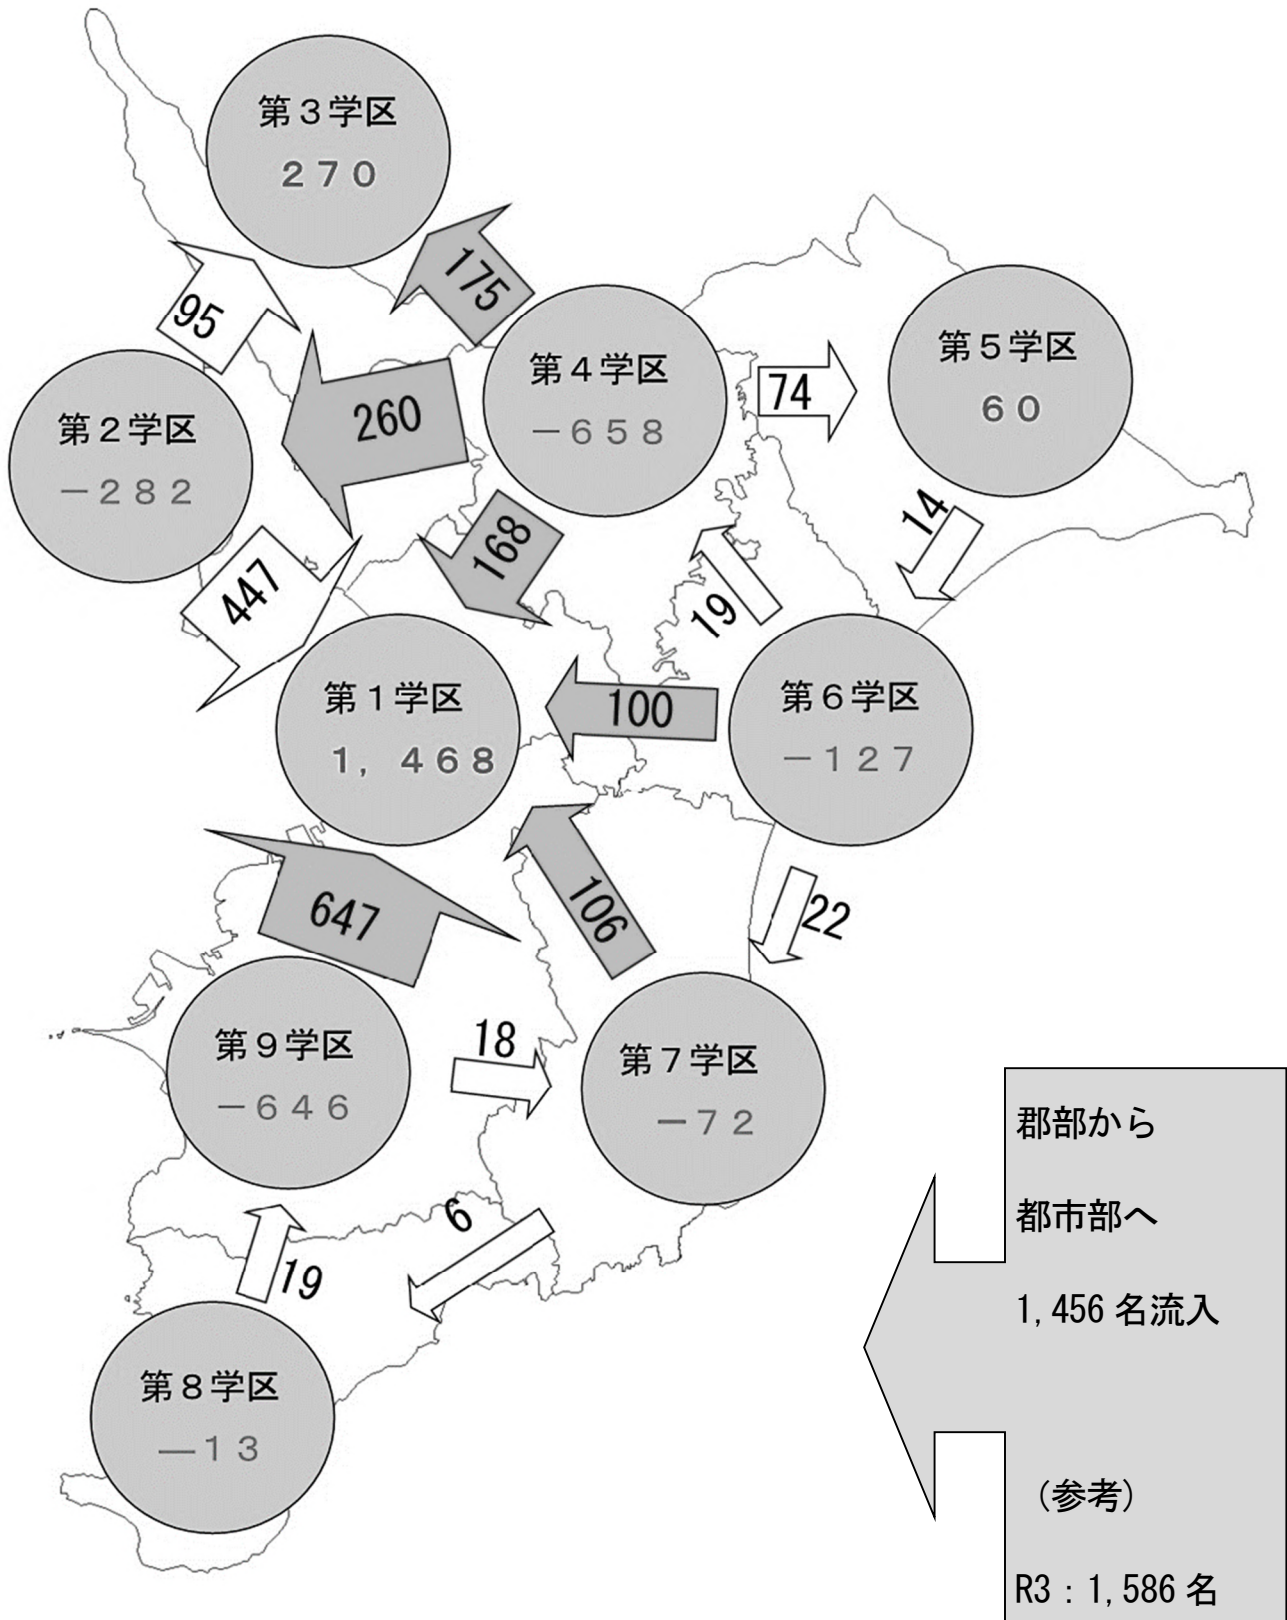 第３学区
２７０
175
95
第４学区
－６５８
第５学区
６０
74
260
第２学区
－２８２
14
168
447
19
第１学区
１，４６８
100
第６学区
－１２７
106
22
647
第９学区
－６４６
18
第７学区
－７２
6
19
第８学区
―１３
郡部から
都市部へ
1,456 名流入
（参考）
R3：1,586 名